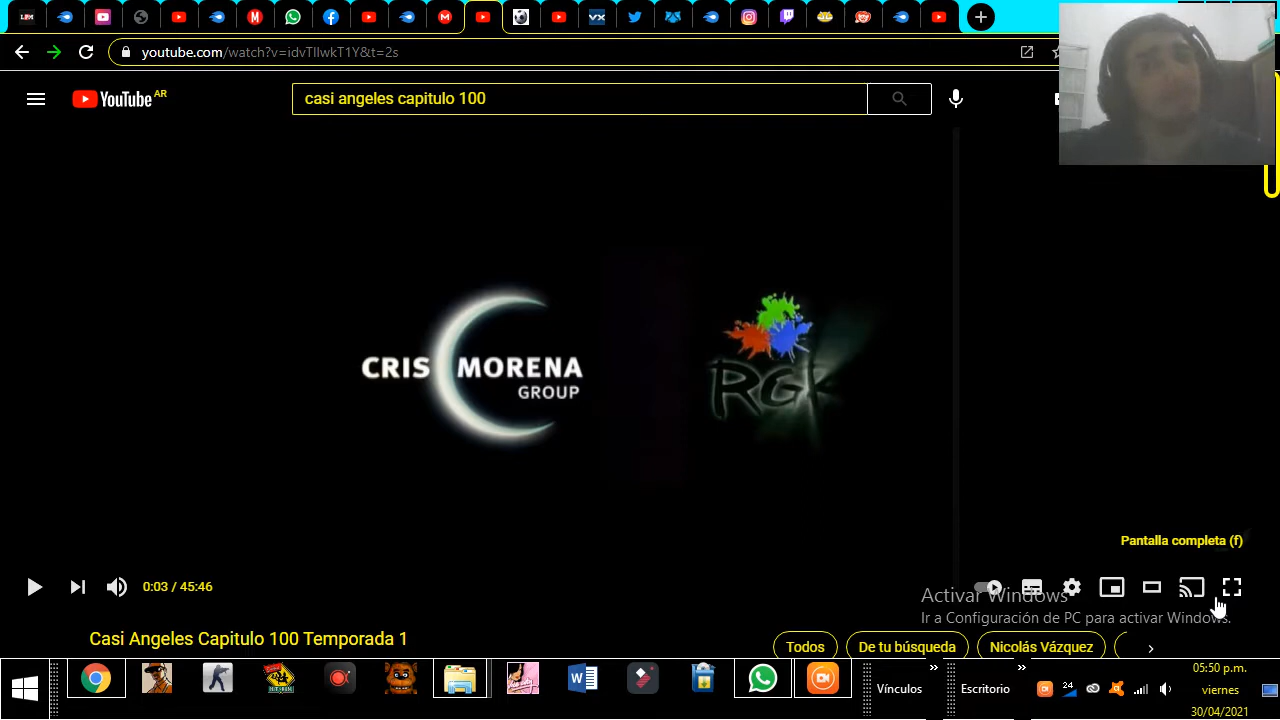 youtube.com/watch?v=idvTIlwkT1Y&t=2s
YouTube AR
casi angeles capitulo 100
CRIS MORENA
GROUP
RGK
Pantalla completa (f)
0:03 / 45:46
Activar Windows
Ir a Configuración de PC para activar Windows.
Casi Angeles Capitulo 100 Temporada 1
Todos
De tu búsqueda
Nicolás Vázquez
Vínculos
Escritorio
24
05:50 p.m.
viernes
30/04/2021